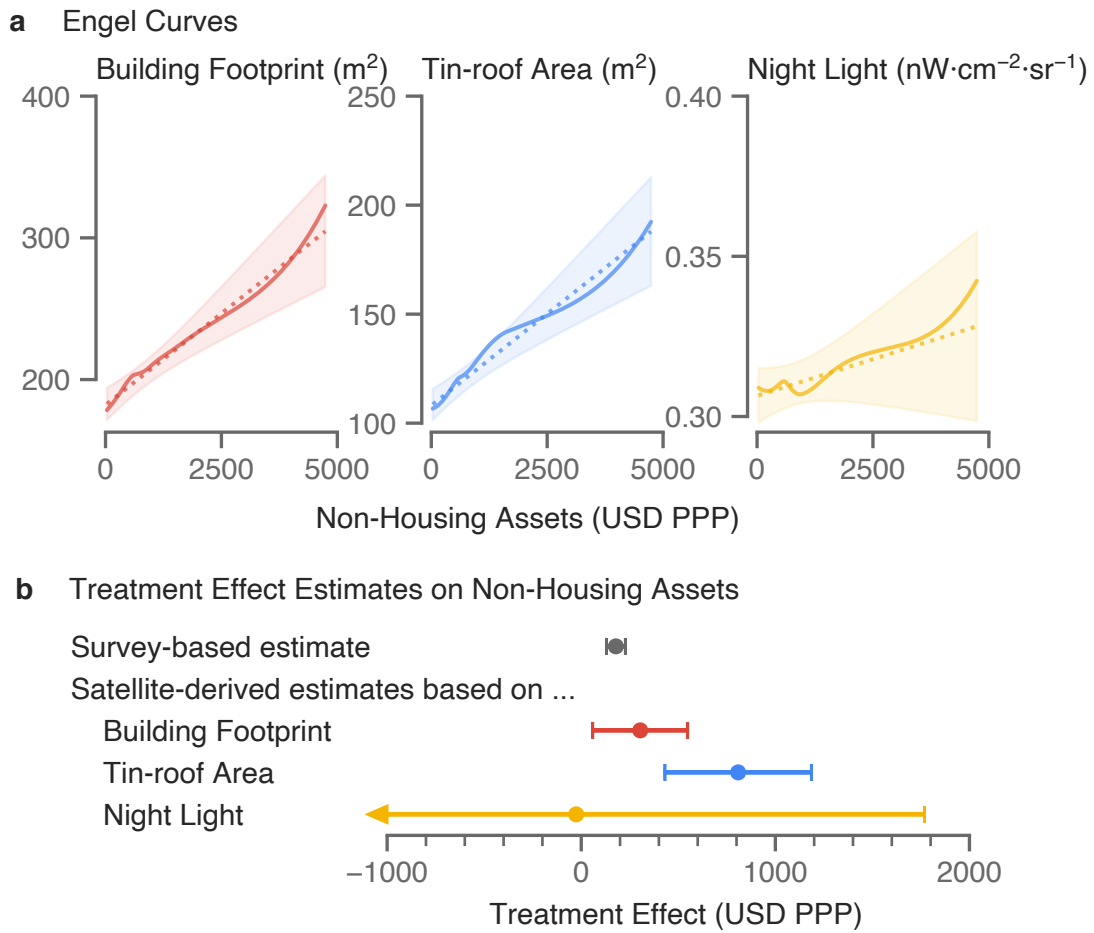 a Engel Curves
Building Footprint (m²) Tin-roof Area (m²) Night Light (nW·cm⁻²·sr⁻¹)
400 250 0.40
300 200 0.35
200 150 0.30
100
0 2500 5000 0 2500 5000 0 2500 5000
Non-Housing Assets (USD PPP)
b Treatment Effect Estimates on Non-Housing Assets
Survey-based estimate
Satellite-derived estimates based on ...
Building Footprint
Tin-roof Area
Night Light
−1000 0 1000 2000
Treatment Effect (USD PPP)